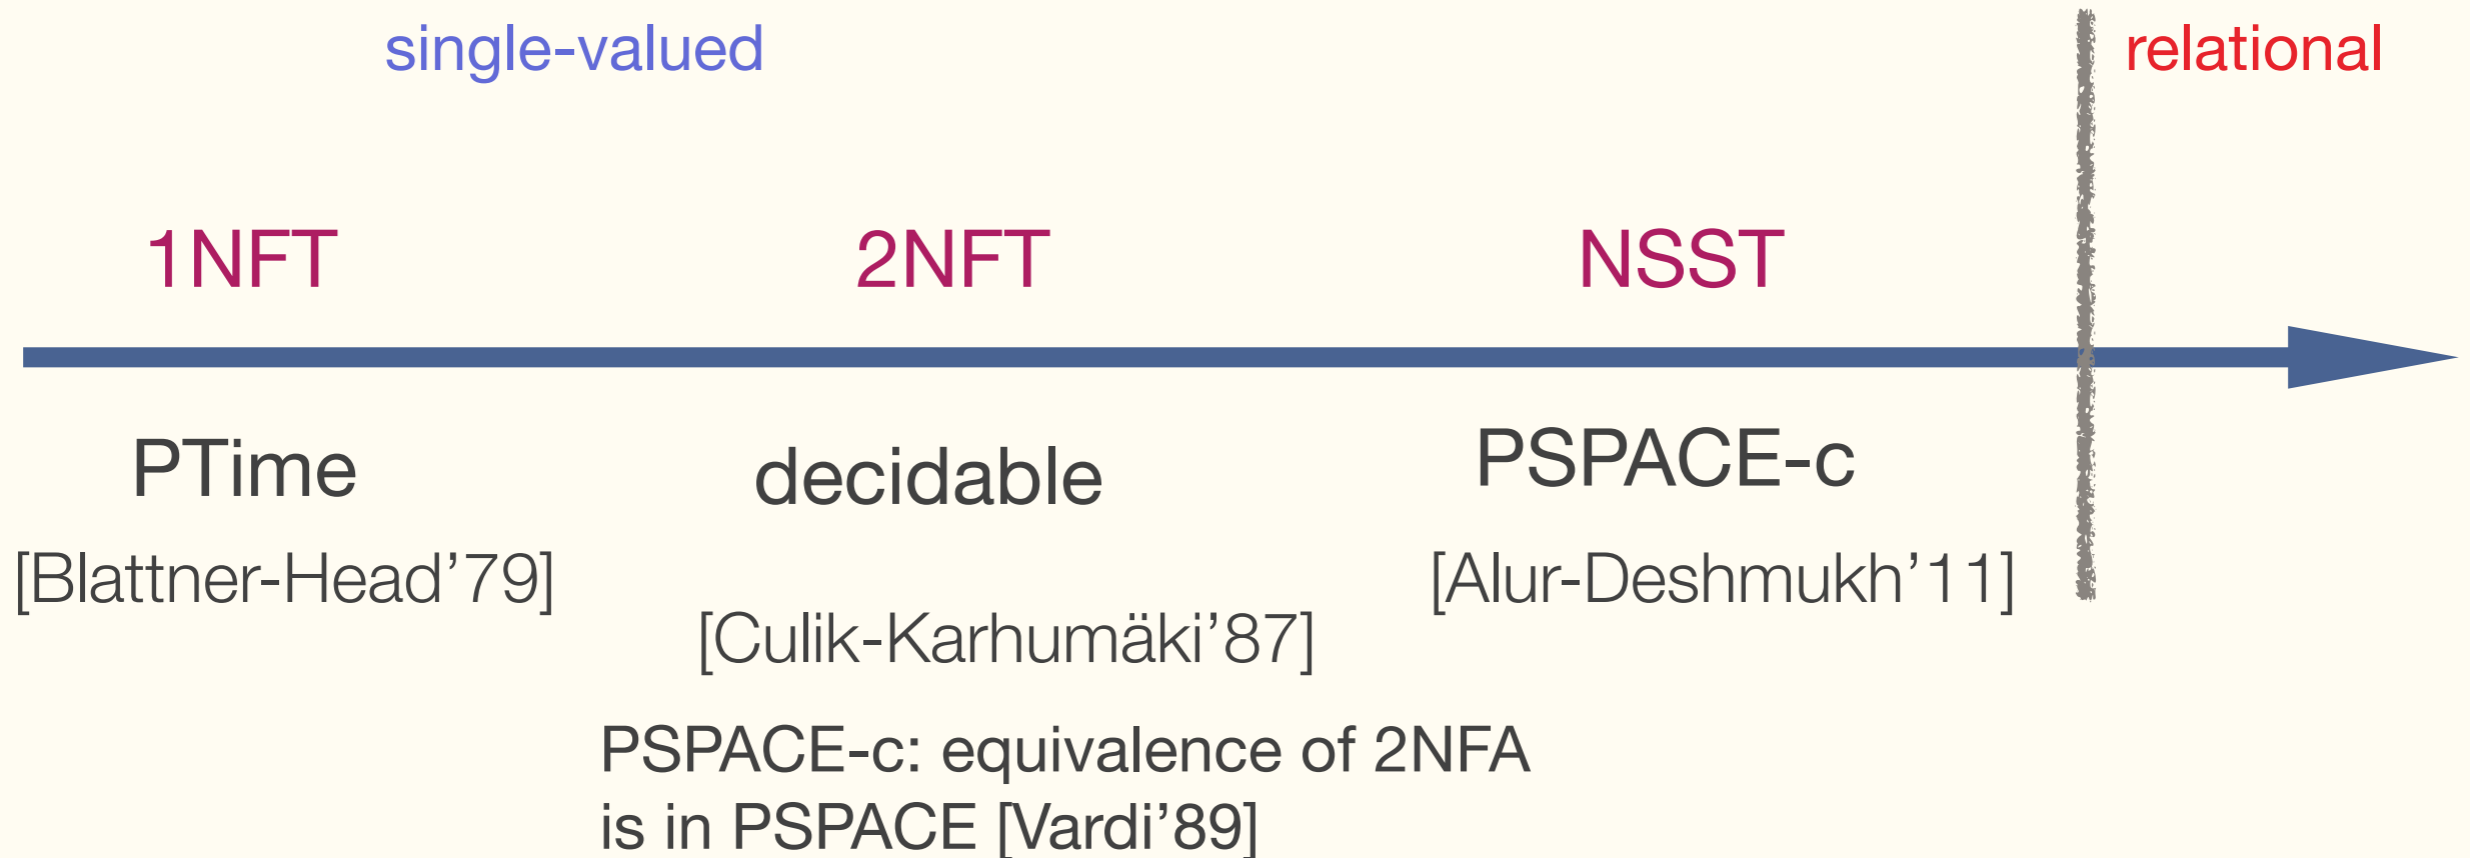 single-valued
relational
1NFT
2NFT
NSST
PTime
decidable
PSPACE-c
[Blattner-Head’79]
[Culik-Karhumäki’87]
[Alur-Deshmukh’11]
PSPACE-c: equivalence of 2NFA
is in PSPACE [Vardi’89]